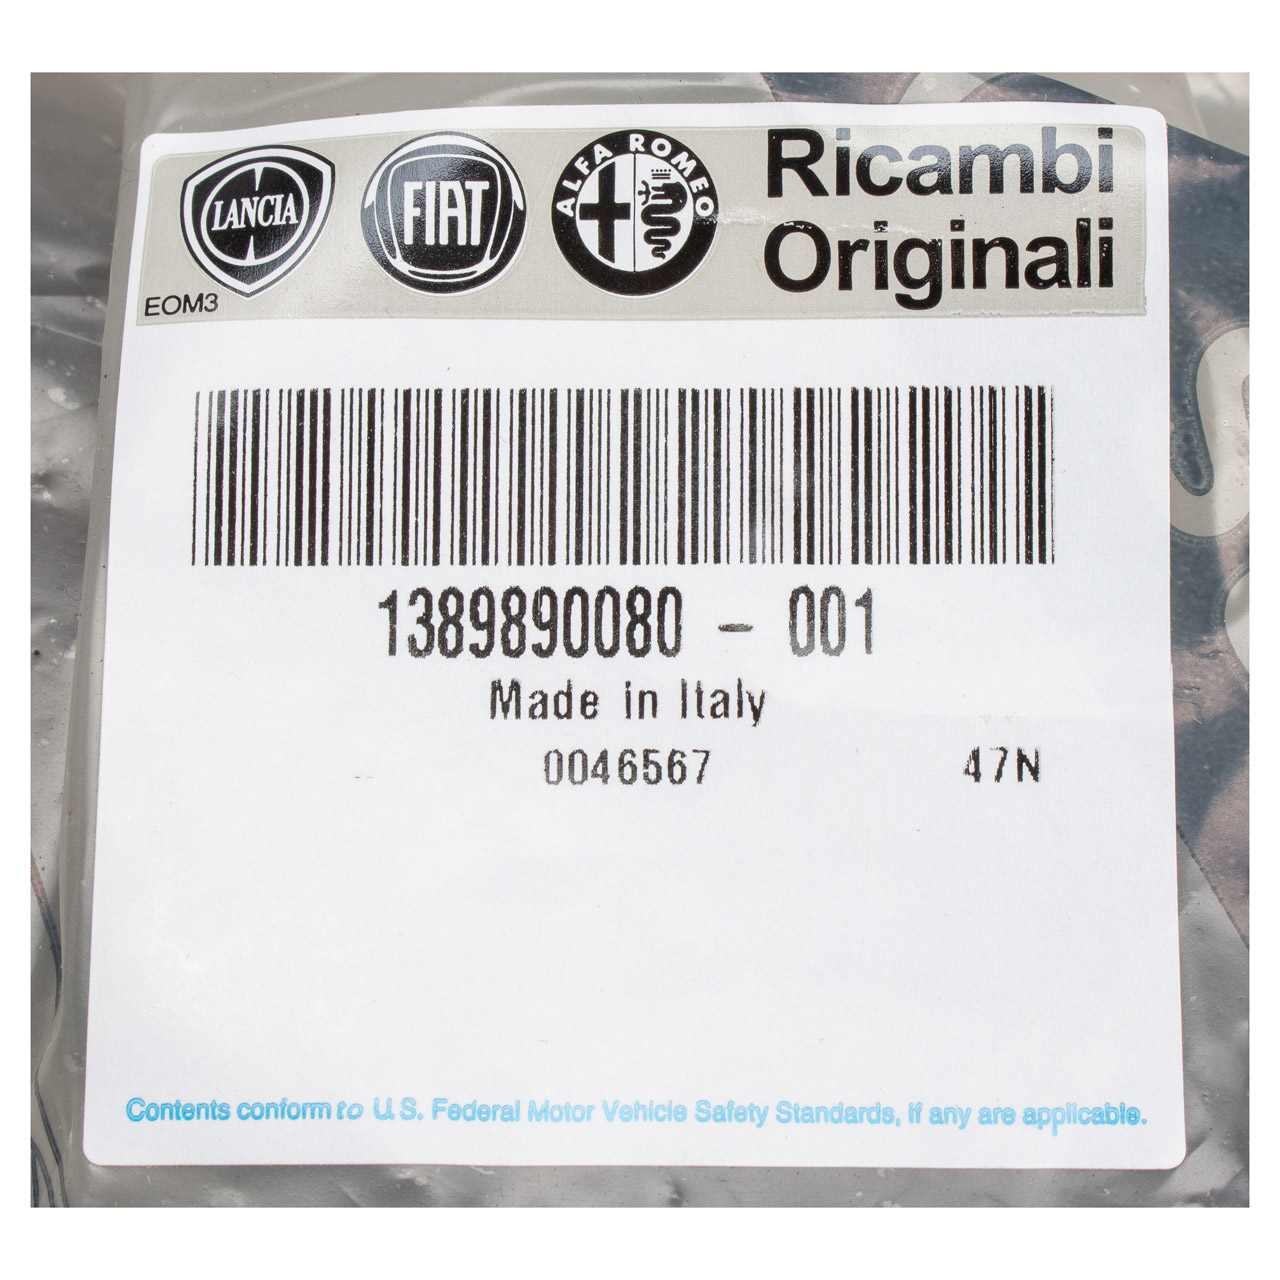 LANCIA
FIAT
ALFA ROMEO
Ricambi
Originali
EOM3
1389890080 - 001
Made in Italy
0046567 47N
Contents conform to U.S. Federal Motor Vehicle Safety Standards, if any are applicable.